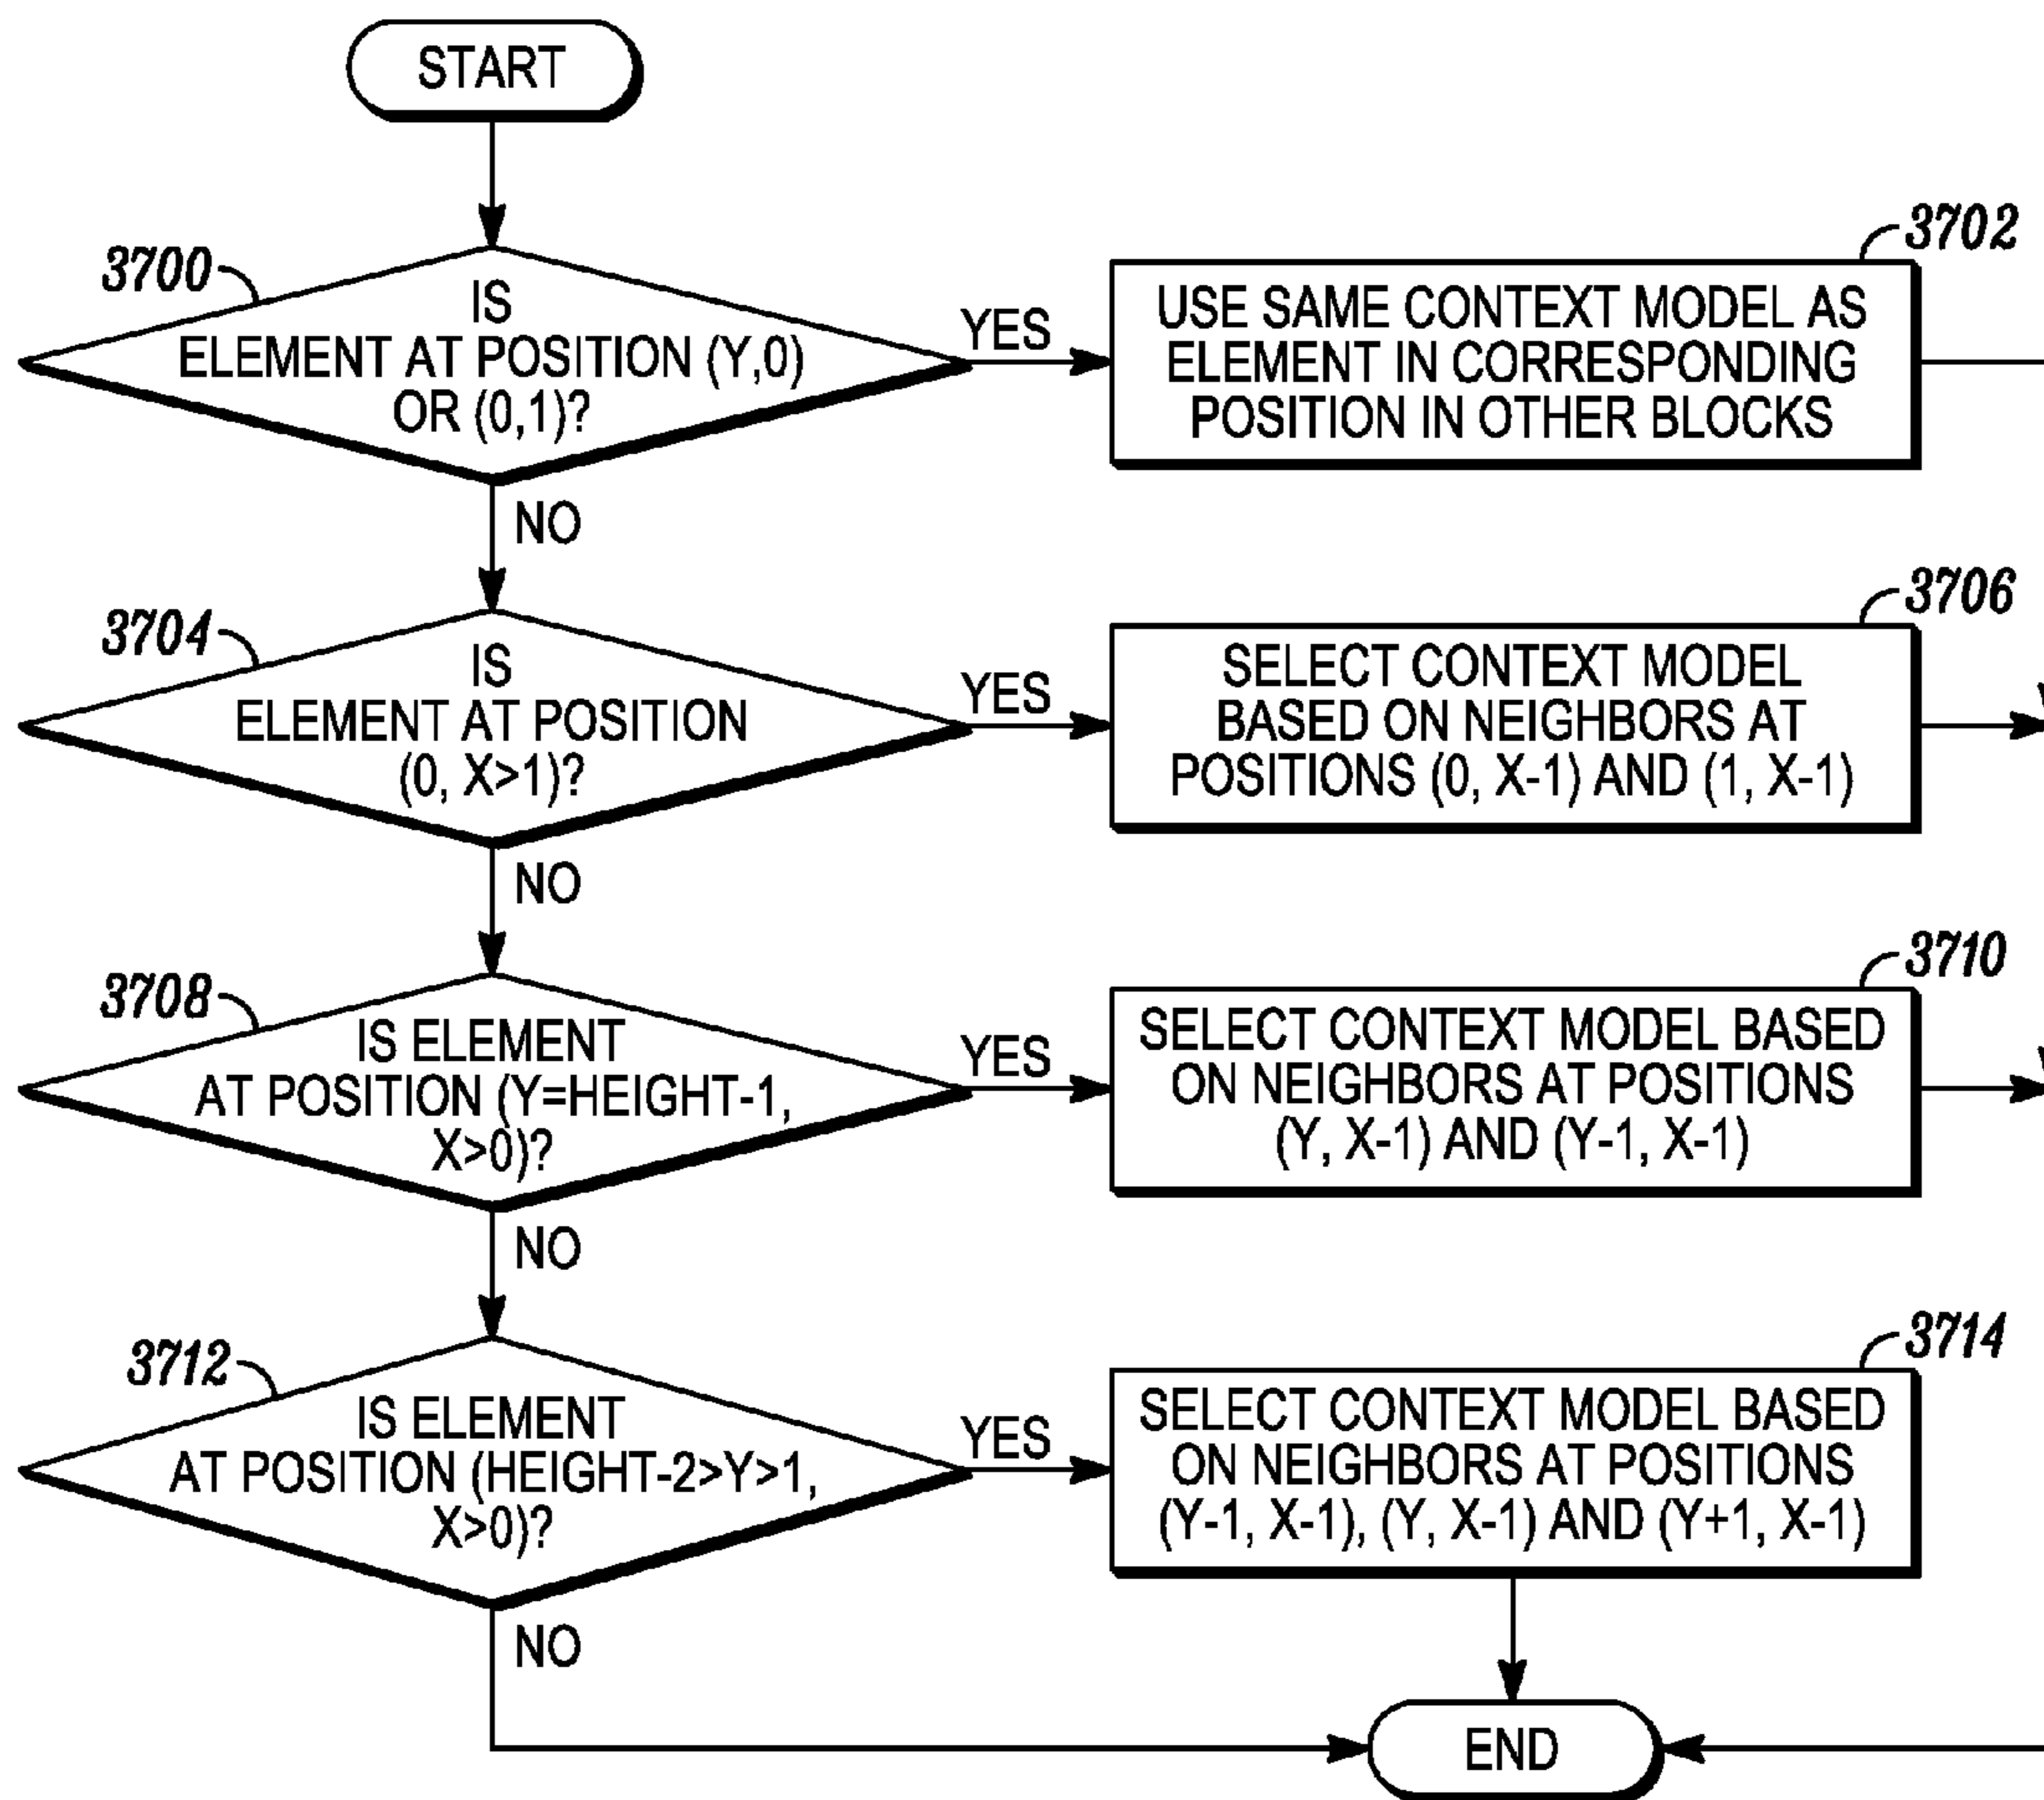 START
3700
IS
ELEMENT AT POSITION (Y,0)
OR (0,1)?
YES
3702
USE SAME CONTEXT MODEL AS
ELEMENT IN CORRESPONDING
POSITION IN OTHER BLOCKS
NO
3704
IS
ELEMENT AT POSITION
(0, X>1)?
YES
3706
SELECT CONTEXT MODEL
BASED ON NEIGHBORS AT
POSITIONS (0, X-1) AND (1, X-1)
NO
3708
IS ELEMENT
AT POSITION (Y=HEIGHT-1,
X>0)?
YES
3710
SELECT CONTEXT MODEL BASED
ON NEIGHBORS AT POSITIONS
(Y, X-1) AND (Y-1, X-1)
NO
3712
IS ELEMENT
AT POSITION (HEIGHT-2>Y>1,
X>0)?
YES
3714
SELECT CONTEXT MODEL BASED
ON NEIGHBORS AT POSITIONS
(Y-1, X-1), (Y, X-1) AND (Y+1, X-1)
NO
END